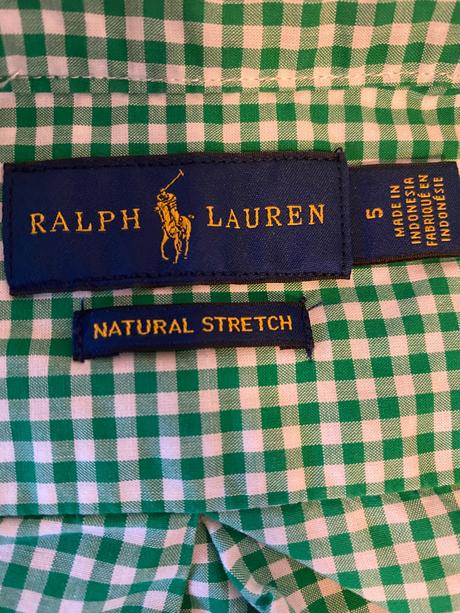 RALPH LAUREN
5
MADE IN
INDONESIA
FABRIQUÉ EN
INDONÉSIE
NATURAL STRETCH